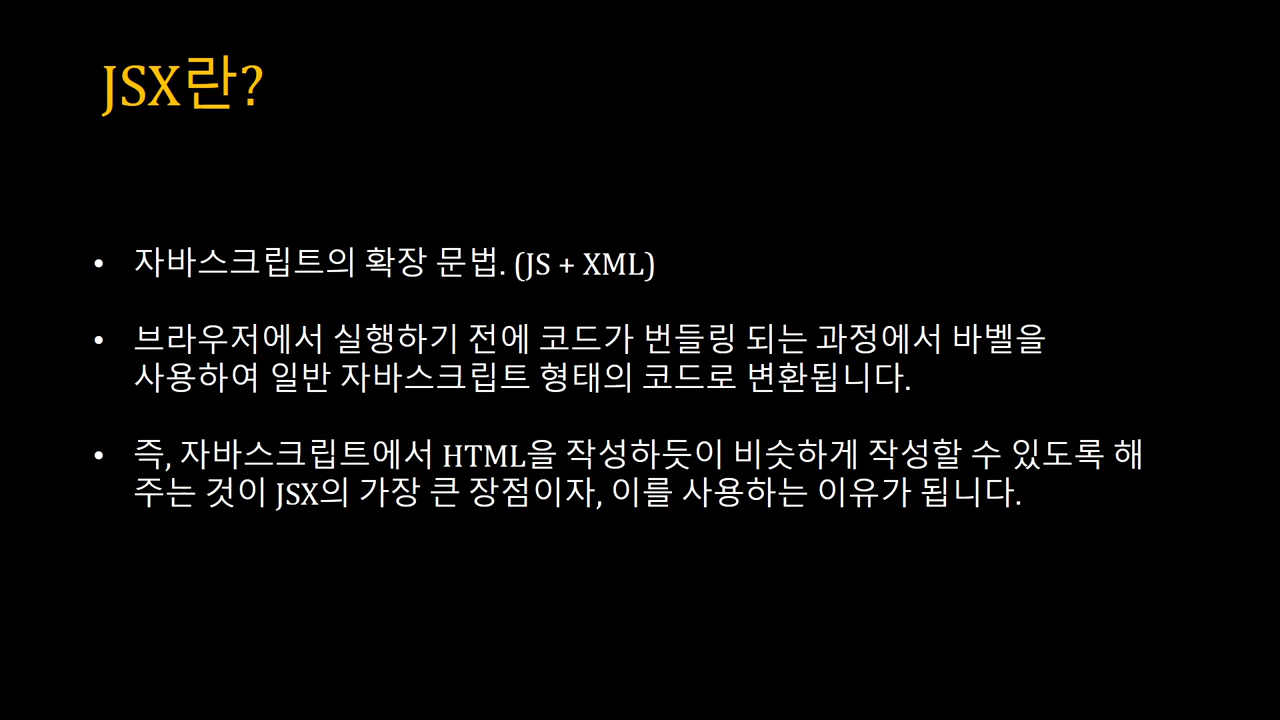 JSX란?
• 자바스크립트의 확장 문법. (JS + XML)
• 브라우저에서 실행하기 전에 코드가 번들링 되는 과정에서 바벨을
사용하여 일반 자바스크립트 형태의 코드로 변환됩니다.
• 즉, 자바스크립트에서 HTML을 작성하듯이 비슷하게 작성할 수 있도록 해
주는 것이 JSX의 가장 큰 장점이자, 이를 사용하는 이유가 됩니다.